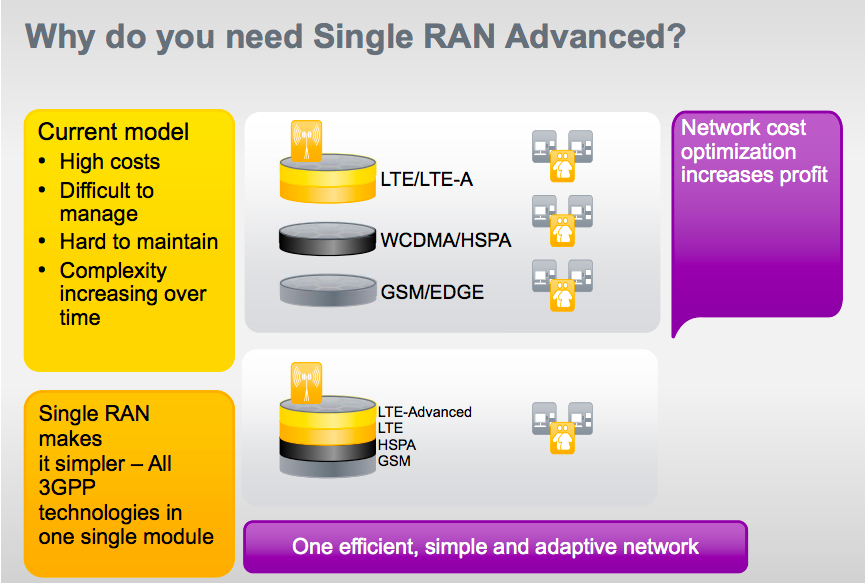 Why do you need Single RAN Advanced?
Current model
• High costs
• Difficult to
manage
• Hard to maintain
• Complexity
increasing over
time
LTE/LTE-A
WCDMA/HSPA
GSM/EDGE
Network cost
optimization
increases profit
Single RAN
makes
it simpler – All
3GPP
technologies in
one single module
LTE-Advanced
LTE
HSPA
GSM
One efficient, simple and adaptive network